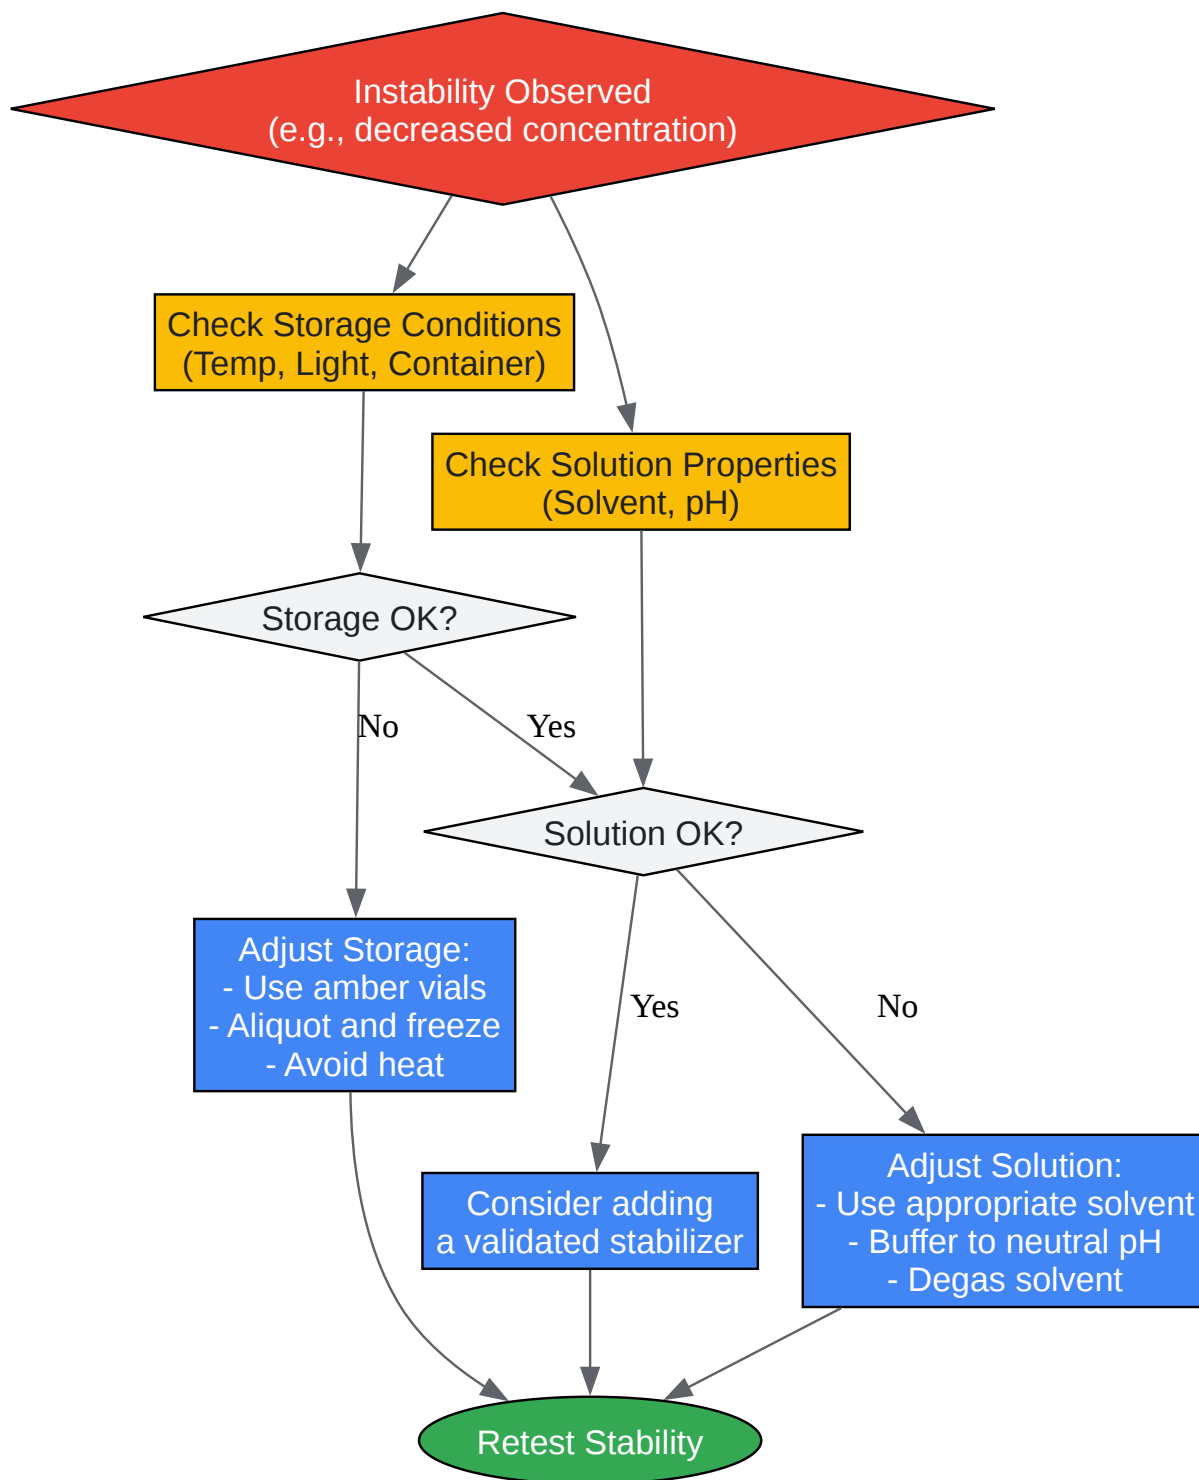 Instability Observed
(e.g., decreased concentration)
Check Storage Conditions
(Temp, Light, Container)
Check Solution Properties
(Solvent, pH)
Storage OK?
No
Yes
Solution OK?
Adjust Storage:
- Use amber vials
- Aliquot and freeze
- Avoid heat
Yes
No
Consider adding
a validated stabilizer
Adjust Solution:
- Use appropriate solvent
- Buffer to neutral pH
- Degas solvent
Retest Stability